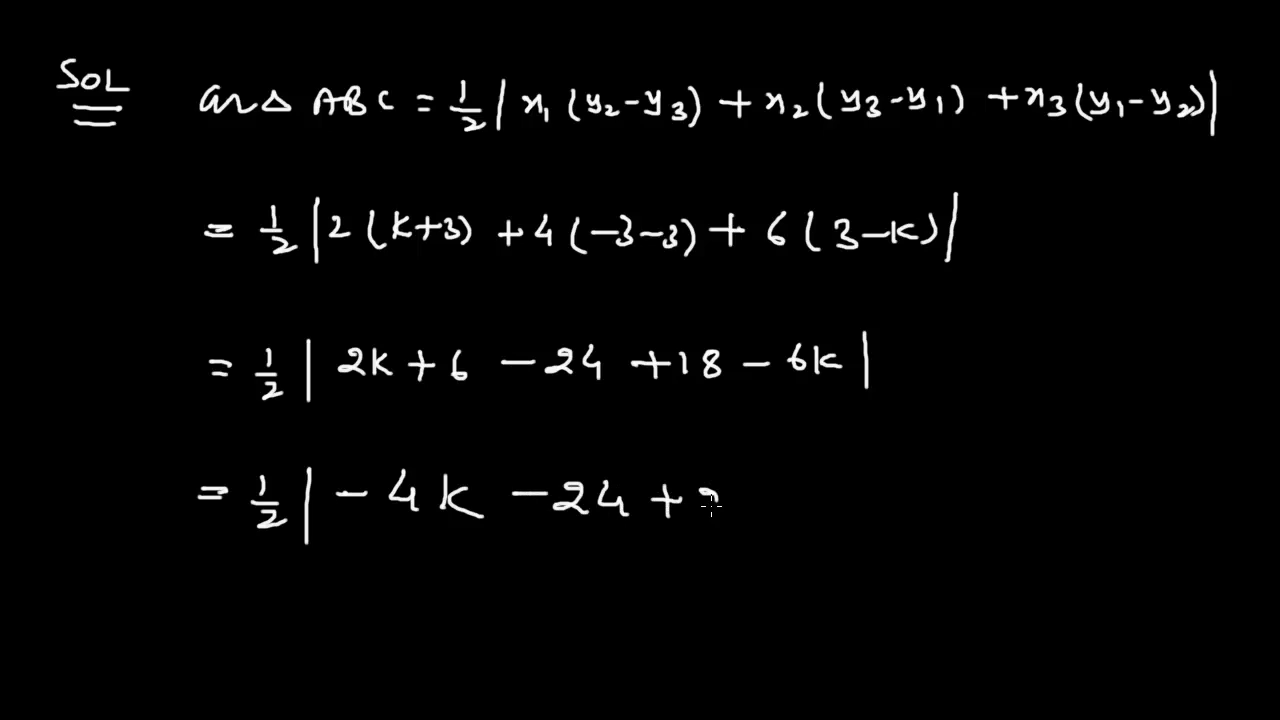 SOL
ar△ ABC = 1/2 | x₁ (y₂-y₃) + x₂ (y₃-y₁) + x₃ (y₁-y₂) |
= 1/2 | 2 (k+3) + 4 (-3-3) + 6 (3-k) |
= 1/2 | 2k + 6 - 24 + 18 - 6k |
= 1/2 | - 4k - 24 +